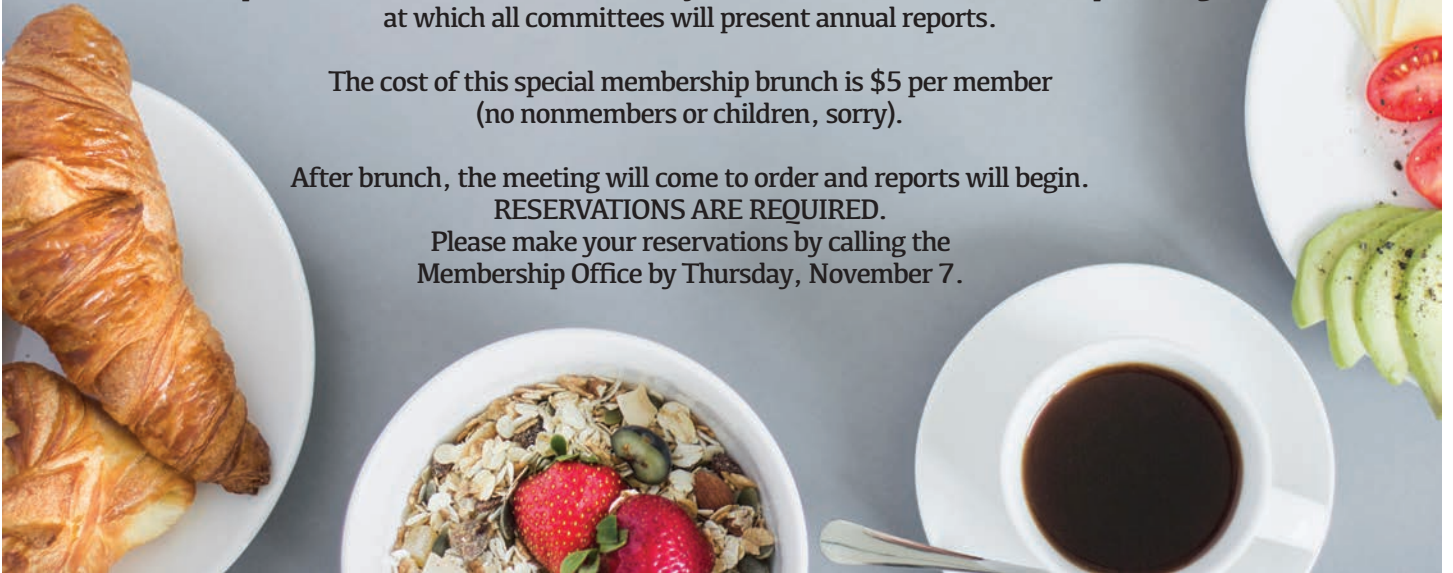 at which all committees will present annual reports.
The cost of this special membership brunch is $5 per member
(no nonmembers or children, sorry).
After brunch, the meeting will come to order and reports will begin.
RESERVATIONS ARE REQUIRED.
Please make your reservations by calling the
Membership Office by Thursday, November 7.